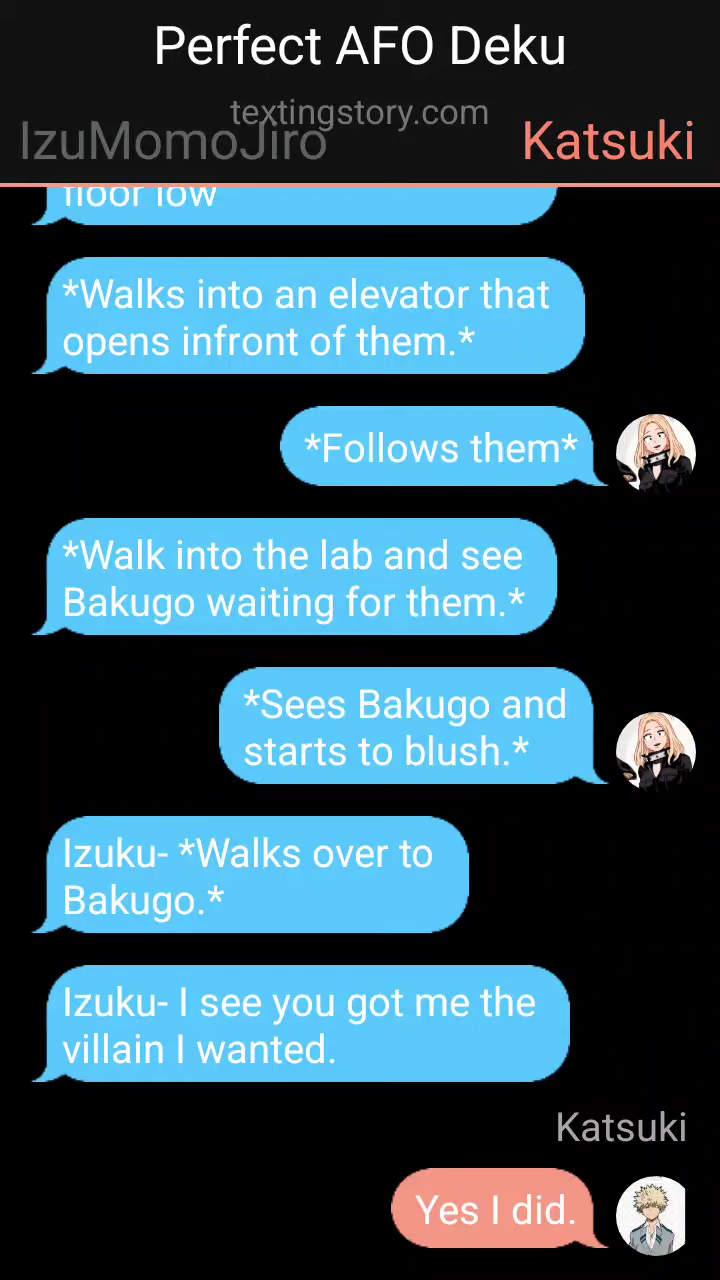 Perfect AFO Deku
textingstory.com
IzuMomoJiro
Katsuki
floor low
*Walks into an elevator that
opens infront of them.*
*Follows them*
*Walk into the lab and see
Bakugo waiting for them.*
*Sees Bakugo and
starts to blush.*
Izuku- *Walks over to
Bakugo.*
Izuku- I see you got me the
villain I wanted.
Katsuki
Yes I did.